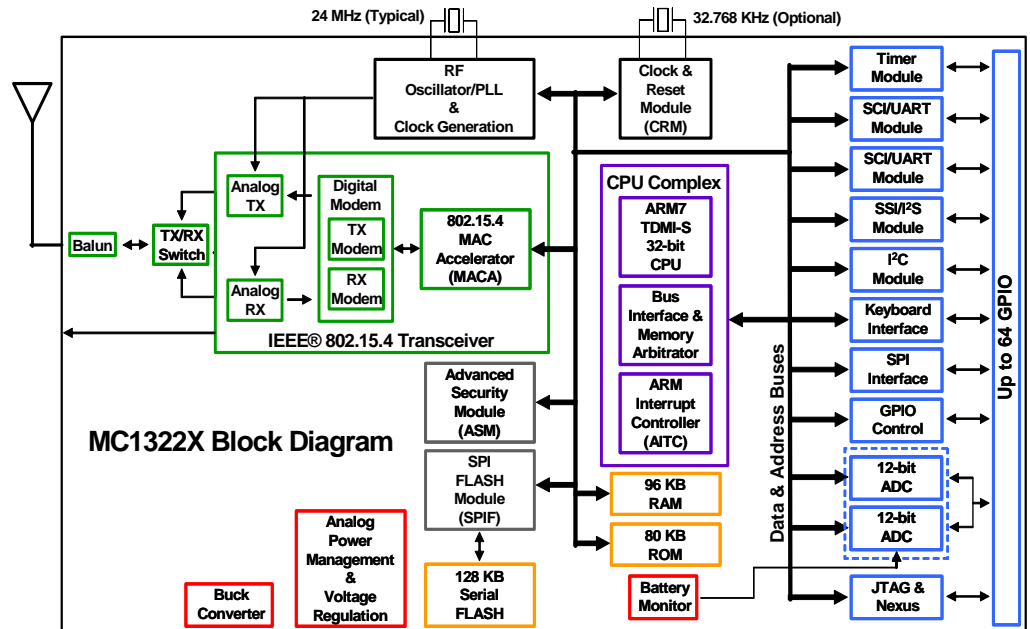 24 MHz (Typical)
32.768 KHz (Optional)
RF
Oscillator/PLL
&
Clock Generation
Clock &
Reset
Module
(CRM)
Timer
Module
SCI/UART
Module
SCI/UART
Module
SSI/I²S
Module
I²C
Module
Keyboard
Interface
SPI
Interface
GPIO
Control
12-bit
ADC
12-bit
ADC
JTAG &
Nexus
Up to 64 GPIO
Data & Address Buses
CPU Complex
ARM7
TDMI-S
32-bit
CPU
Bus
Interface &
Memory
Arbitrator
ARM
Interrupt
Controller
(AITC)
Balun
TX/RX
Switch
Analog
TX
Analog
RX
Digital
Modem
TX
Modem
RX
Modem
802.15.4
MAC
Accelerator
(MACA)
IEEE® 802.15.4 Transceiver
MC1322X Block Diagram
Advanced
Security
Module
(ASM)
SPI
FLASH
Module
(SPIF)
96 KB
RAM
80 KB
ROM
Analog
Power
Management
&
Voltage
Regulation
Buck
Converter
128 KB
Serial
FLASH
Battery
Monitor